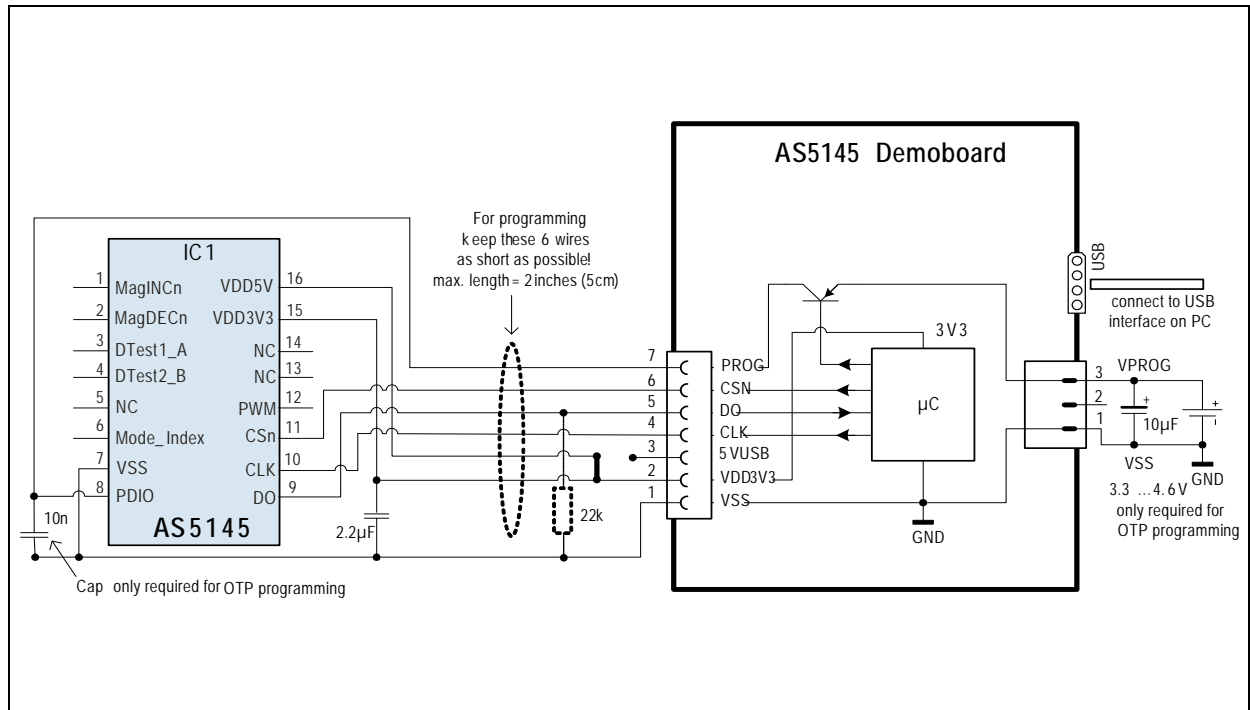 AS5145 Demoboard
For programming
keep these 6 wires
as short as possible!
max. length = 2 inches (5cm)
IC1
1 MagINCn
2 MagDECn
3 DTest1_A
4 DTest2_B
5 NC
6 Mode_Index
7 VSS
8 PDIO
VDD5V 16
VDD3V3 15
NC 14
NC 13
PWM 12
CSn 11
CLK 10
DO 9
AS5145
10n
Cap only required for OTP programming
2.2µF
22k
7 PROG
6 CSN
5 DO
4 CLK
3 5VUSB
2 VDD3V3
1 VSS
3V3
µC
GND
USB
connect to USB
interface on PC
3 VPROG
2
1
+
10µF
+
-
VSS
GND
3.3 ...4.6V
only required for
OTP programming